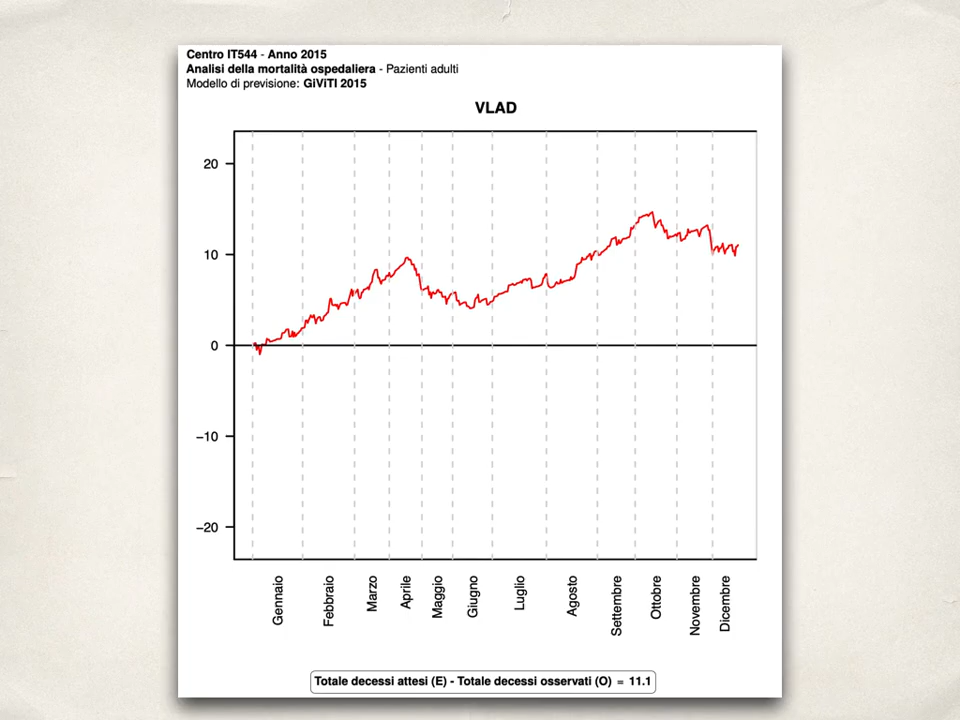 Centro IT544 - Anno 2015
Analisi della mortalità ospedaliera - Pazienti adulti
Modello di previsione: GiViTI 2015
VLAD
20
10
0
−10
−20
Gennaio
Febbraio
Marzo
Aprile
Maggio
Giugno
Luglio
Agosto
Settembre
Ottobre
Novembre
Dicembre
Totale decessi attesi (E) - Totale decessi osservati (O) = 11.1